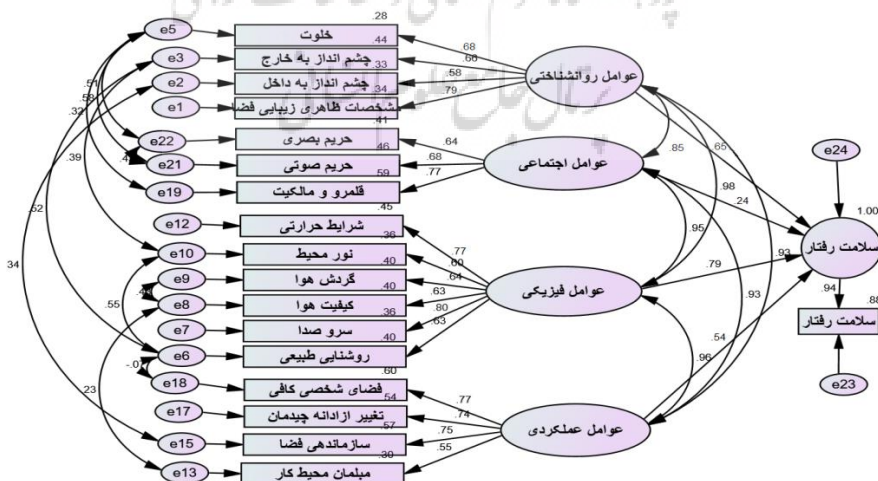 e5
.28
خلوت
.44
.68
e3
چشم انداز به خارج
.66
.33
e2
چشم انداز به داخل
.58
.34
e1
مشخصات ظاهری زیبایی فضا
.79
.41
عوامل روانشناختی
e22
حریم بصری
.64
.46
e21
حریم صوتی
.68
.59
e19
قلمرو و مالکیت
.77
عوامل اجتماعی
.45
e12
شرایط حرارتی
.77
.36
e10
نور محیط
.60
.40
e9
گردش هوا
.64
.40
e8
کیفیت هوا
.63
.36
e7
سرو صدا
.80
.40
e6
روشنایی طبیعی
.63
عوامل فیزیکی
.60
e18
فضای شخصی کافی
.77
.54
e17
تغییر ازادانه چیدمان
.74
.57
e15
سازماندهی فضا
.75
.30
e13
مبلمان محیط کار
.55
عوامل عملکردی
.51
.58
.32
.39
.52
.34
.55
.23
.85
.65
.98
.24
.95
.93
.79
.93
.54
.96
e24
1.00
سلامت رفتار
.94
.88
سلامت رفتار
e23